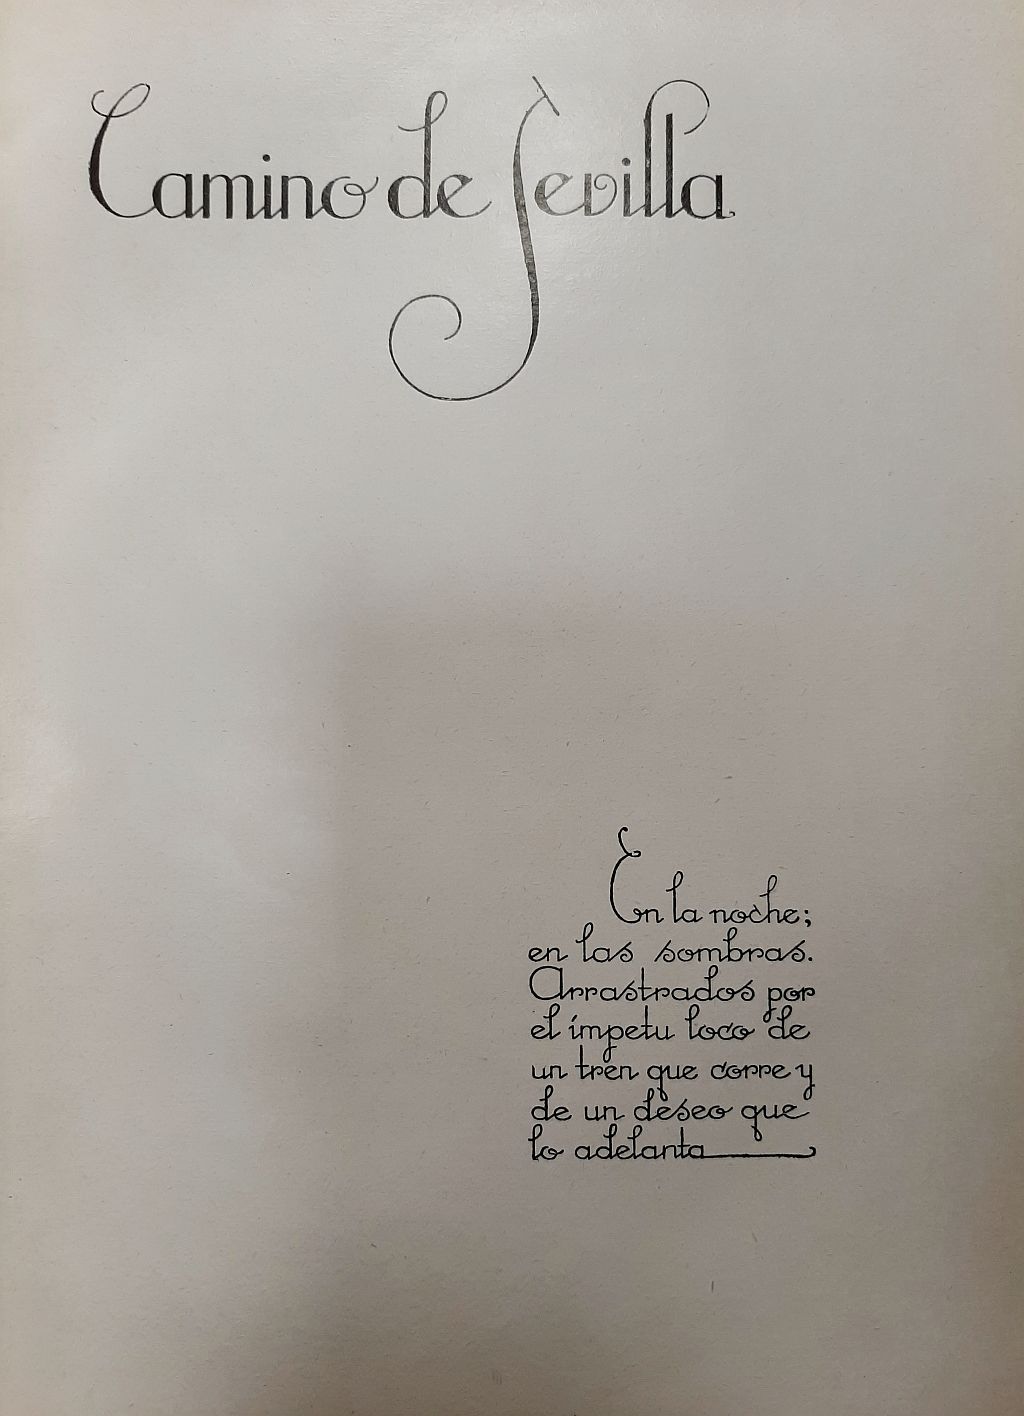 Camino de Sevilla
En la noche;
en las sombras.
Arrastrados por
el ímpetu loco de
un tren que corre y
de un deseo que
lo adelanta